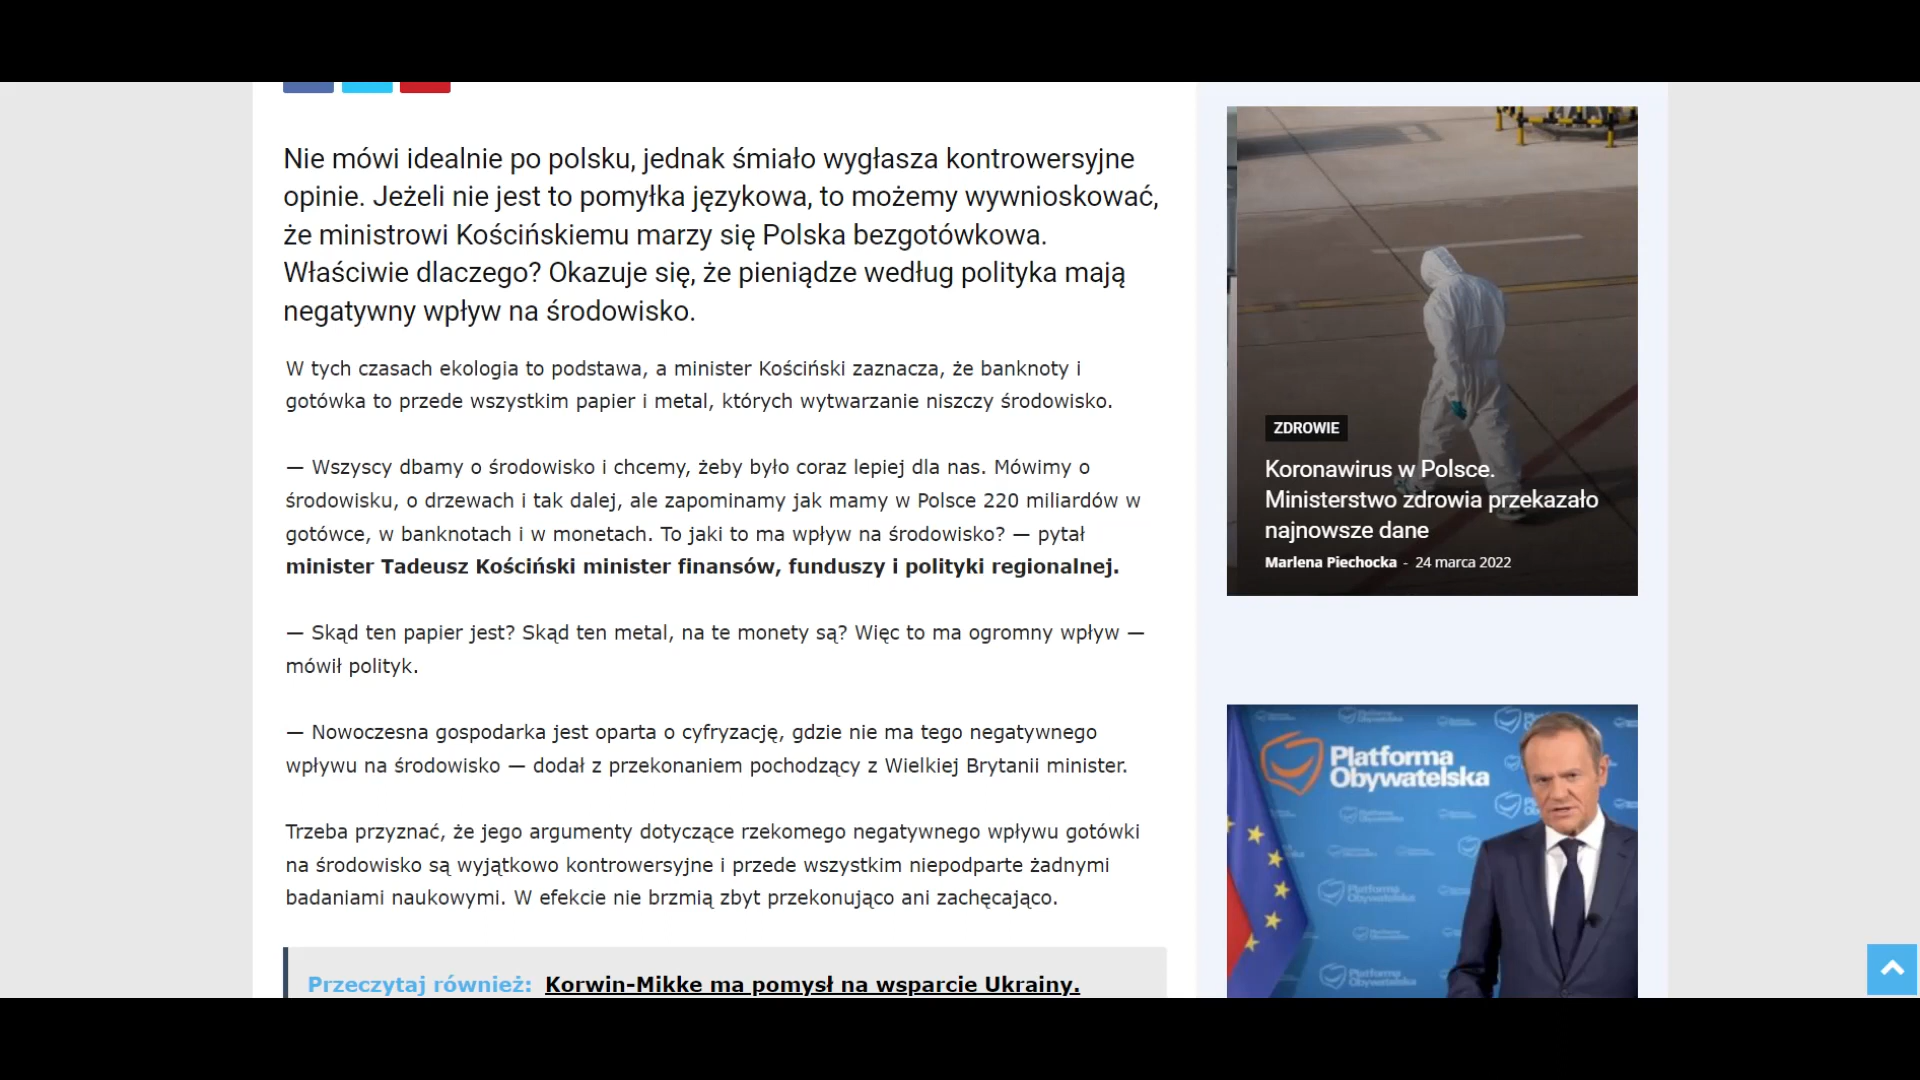 Nie mówi idealnie po polsku, jednak śmiało wygłasza kontrowersyjne
opinie. Jeżeli nie jest to pomyłka językowa, to możemy wywnioskować,
że ministrowi Kościńskiemu marzy się Polska bezgotówkowa.
Właściwie dlaczego? Okazuje się, że pieniądze według polityka mają
negatywny wpływ na środowisko.
W tych czasach ekologia to podstawa, a minister Kościński zaznacza, że banknoty i
gotówka to przede wszystkim papier i metal, których wytwarzanie niszczy środowisko.
— Wszyscy dbamy o środowisko i chcemy, żeby było coraz lepiej dla nas. Mówimy o
środowisku, o drzewach i tak dalej, ale zapominamy jak mamy w Polsce 220 miliardów w
gotówce, w banknotach i w monetach. To jaki to ma wpływ na środowisko? — pytał
minister Tadeusz Kościński minister finansów, funduszy i polityki regionalnej.
— Skąd ten papier jest? Skąd ten metal, na te monety są? Więc to ma ogromny wpływ —
mówił polityk.
— Nowoczesna gospodarka jest oparta o cyfryzację, gdzie nie ma tego negatywnego
wpływu na środowisko — dodał z przekonaniem pochodzący z Wielkiej Brytanii minister.
Trzeba przyznać, że jego argumenty dotyczące rzekomego negatywnego wpływu gotówki
na środowisko są wyjątkowo kontrowersyjne i przede wszystkim niepodparte żadnymi
badaniami naukowymi. W efekcie nie brzmią zbyt przekonująco ani zachęcająco.
Przeczytaj również: Korwin-Mikke ma pomysł na wsparcie Ukrainy.
ZDROWIE
Koronawirus w Polsce.
Ministerstwo zdrowia przekazało
najnowsze dane
Marlena Piechocka - 24 marca 2022
Platforma
Obywatelska